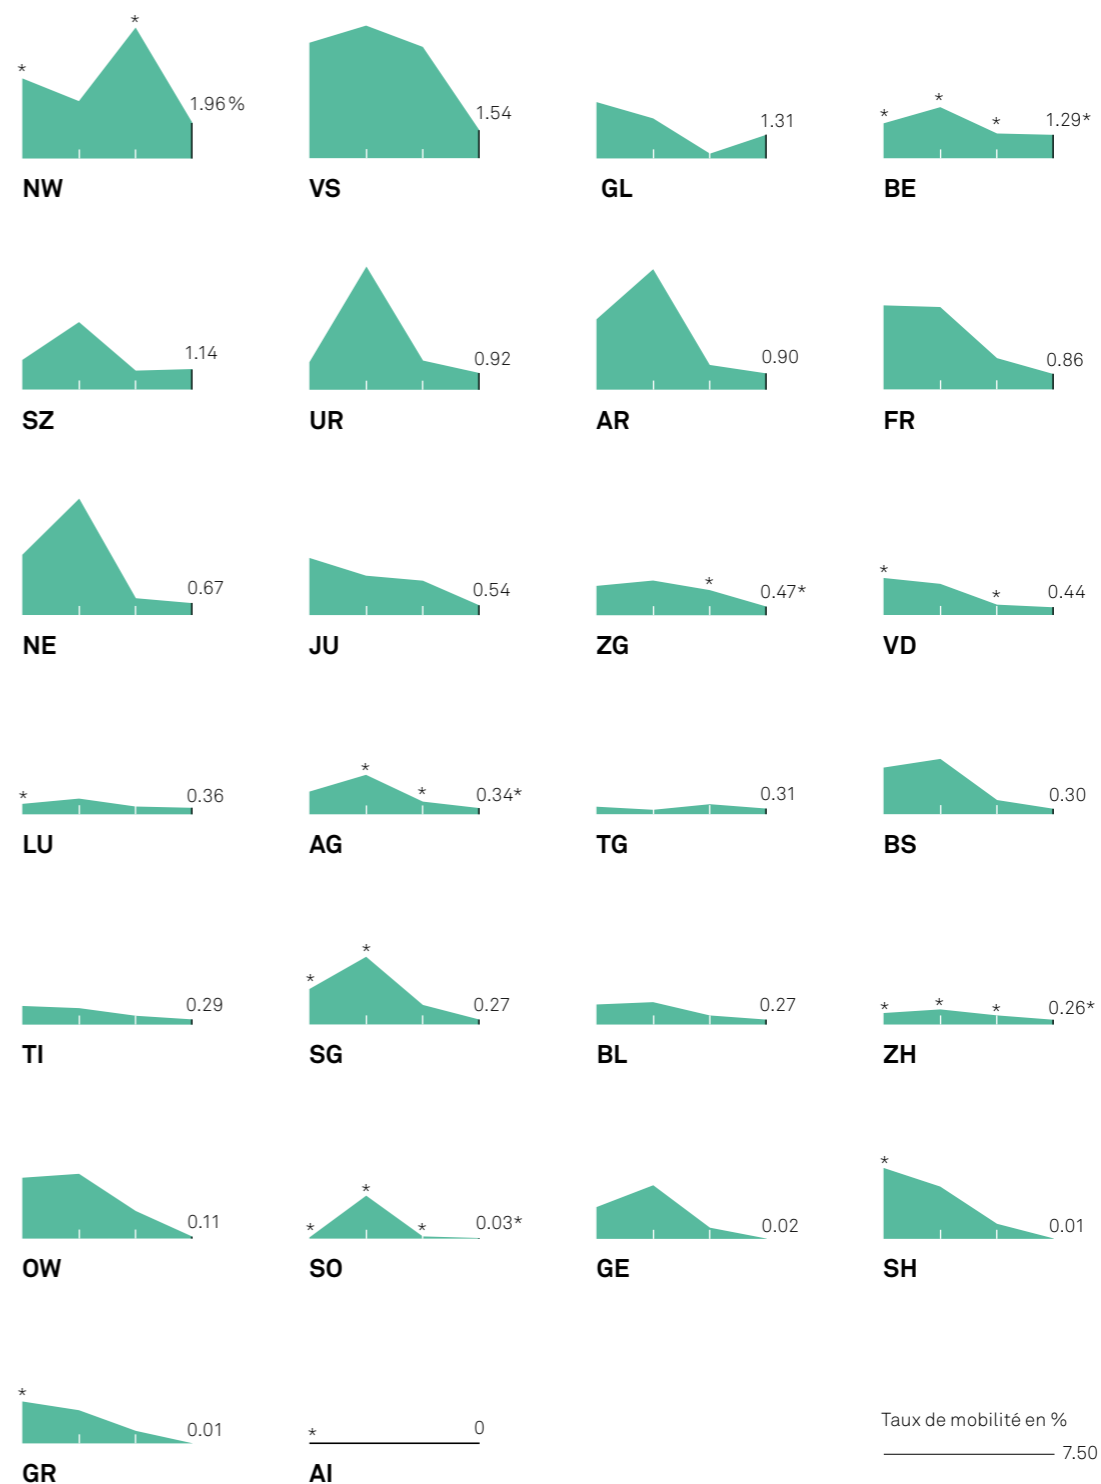 * *
1.96 % 1.54 1.31 * * * 1.29*
NW VS GL BE
1.14 0.92 0.90 0.86
SZ UR AR FR
0.67 0.54 * 0.47* * * 0.44
NE JU ZG VD
* 0.36 * * 0.34* 0.31 0.30
LU AG TG BS
0.29 * * 0.27 0.27 * * * 0.26*
TI SG BL ZH
0.11 * * * 0.03* 0.02 * 0.01
OW SO GE SH
* 0.01 * 0 Taux de mobilité en %
7.50
GR AI